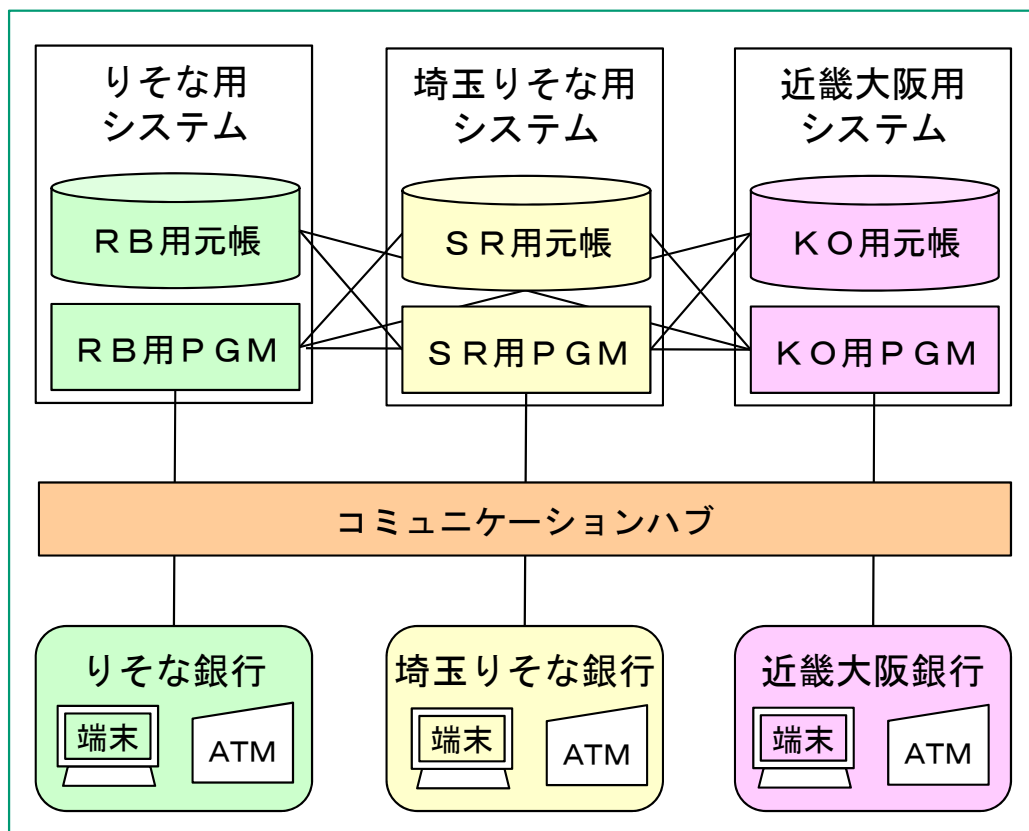 りそな用
システム
埼玉りそな用
システム
近畿大阪用
システム
ＲＢ用元帳
ＳＲ用元帳
ＫＯ用元帳
ＲＢ用ＰＧＭ
ＳＲ用ＰＧＭ
ＫＯ用ＰＧＭ
コミュニケーションハブ
りそな銀行
埼玉りそな銀行
近畿大阪銀行
端末
ATM
端末
ATM
端末
ATM